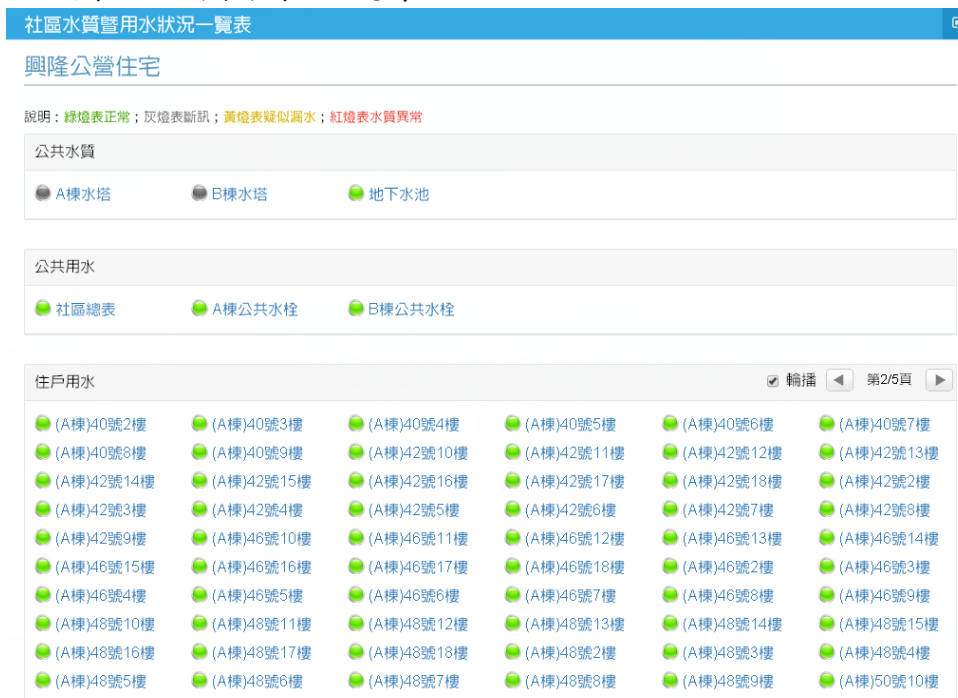 社區水質暨用水狀況一覽表
興隆公營住宅
說明：綠燈表正常；灰燈表斷訊；黃燈表疑似漏水；紅燈表水質異常
公共水質
A棟水塔 B棟水塔 地下水池
公共用水
社區總表 A棟公共水栓 B棟公共水栓
住戶用水 輪播 第2/5頁
(A棟)40號2樓 (A棟)40號3樓 (A棟)40號4樓 (A棟)40號5樓 (A棟)40號6樓 (A棟)40號7樓
(A棟)40號8樓 (A棟)40號9樓 (A棟)42號10樓 (A棟)42號11樓 (A棟)42號12樓 (A棟)42號13樓
(A棟)42號14樓 (A棟)42號15樓 (A棟)42號16樓 (A棟)42號17樓 (A棟)42號18樓 (A棟)42號2樓
(A棟)42號3樓 (A棟)42號4樓 (A棟)42號5樓 (A棟)42號6樓 (A棟)42號7樓 (A棟)42號8樓
(A棟)42號9樓 (A棟)46號10樓 (A棟)46號11樓 (A棟)46號12樓 (A棟)46號13樓 (A棟)46號14樓
(A棟)46號15樓 (A棟)46號16樓 (A棟)46號17樓 (A棟)46號18樓 (A棟)46號2樓 (A棟)46號3樓
(A棟)46號4樓 (A棟)46號5樓 (A棟)46號6樓 (A棟)46號7樓 (A棟)46號8樓 (A棟)46號9樓
(A棟)48號10樓 (A棟)48號11樓 (A棟)48號12樓 (A棟)48號13樓 (A棟)48號14樓 (A棟)48號15樓
(A棟)48號16樓 (A棟)48號17樓 (A棟)48號18樓 (A棟)48號2樓 (A棟)48號3樓 (A棟)48號4樓
(A棟)48號5樓 (A棟)48號6樓 (A棟)48號7樓 (A棟)48號8樓 (A棟)48號9樓 (A棟)50號10樓